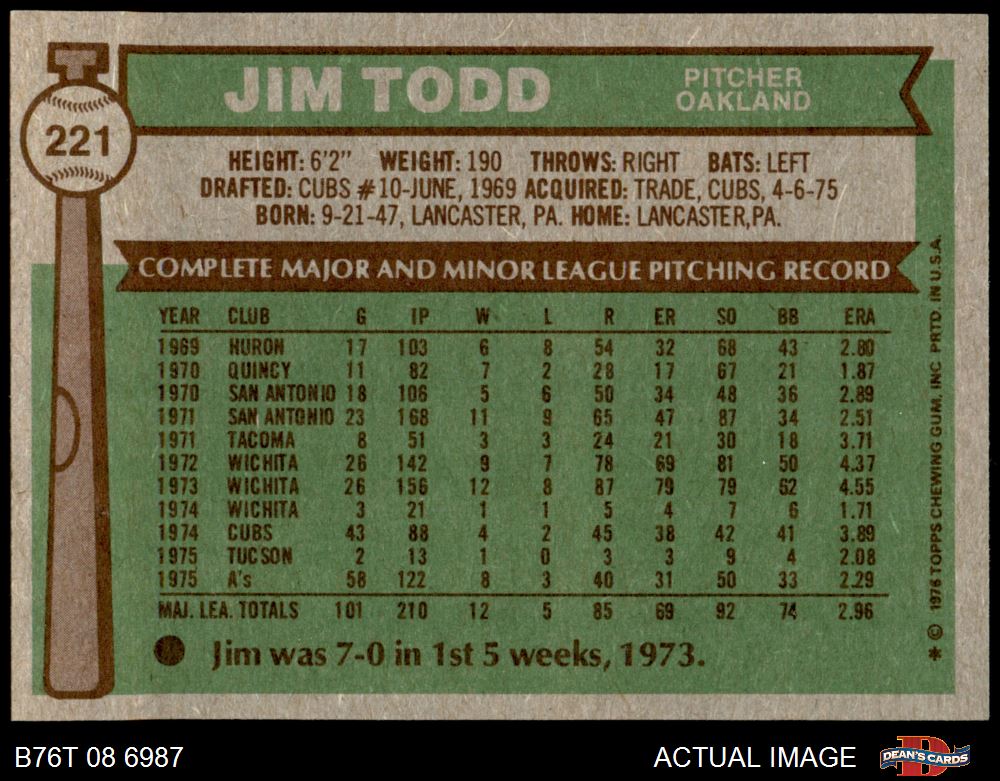 JIM TODD
PITCHER
OAKLAND
221
HEIGHT: 6'2" WEIGHT: 190 THROWS: RIGHT BATS: LEFT
DRAFTED: CUBS #10-JUNE, 1969 ACQUIRED: TRADE, CUBS, 4-6-75
BORN: 9-21-47, LANCASTER, PA. HOME: LANCASTER,PA.
COMPLETE MAJOR AND MINOR LEAGUE PITCHING RECORD
YEAR CLUB G IP W L R ER SO BB ERA
1969 HURON 17 103 6 8 54 32 68 43 2.80
1970 QUINCY 11 82 7 2 28 17 67 21 1.87
1970 SAN ANTONIO 18 106 5 6 50 34 48 36 2.89
1971 SAN ANTONIO 23 168 11 9 65 47 87 34 2.51
1971 TACOMA 8 51 3 3 24 21 30 18 3.71
1972 WICHITA 26 142 9 7 78 69 81 50 4.37
1973 WICHITA 26 156 12 8 87 79 79 62 4.55
1974 WICHITA 3 21 1 1 5 4 7 6 1.71
1974 CUBS 43 88 4 2 45 38 42 41 3.89
1975 TUCSON 2 13 1 0 3 3 9 4 2.08
1975 A's 58 122 8 3 40 31 50 33 2.29
MAJ. LEA. TOTALS 101 210 12 5 85 69 92 74 2.96
Jim was 7-0 in 1st 5 weeks, 1973.
* © 1976 TOPPS CHEWING GUM, INC. PRTD. IN U.S.A.
B76T 08 6987
ACTUAL IMAGE
DEAN'S CARDS